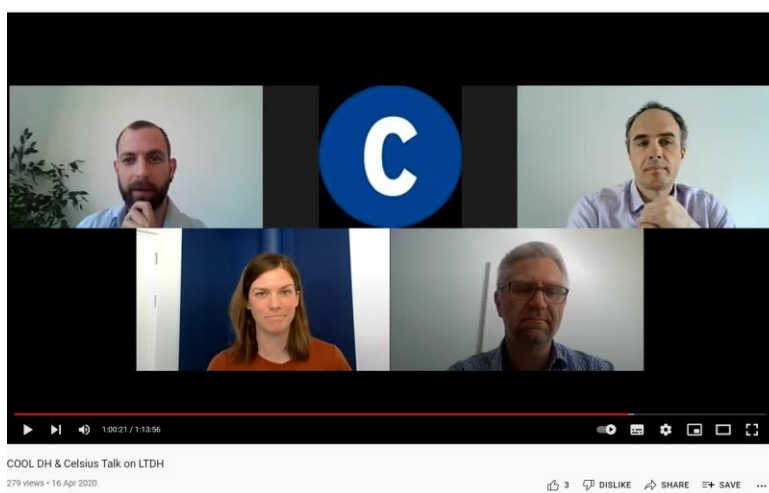 C
1:00:21 / 1:13:56
COOL DH & Celsius Talk on LTDH
279 views • 16 Apr 2020
3 DISLIKE SHARE SAVE